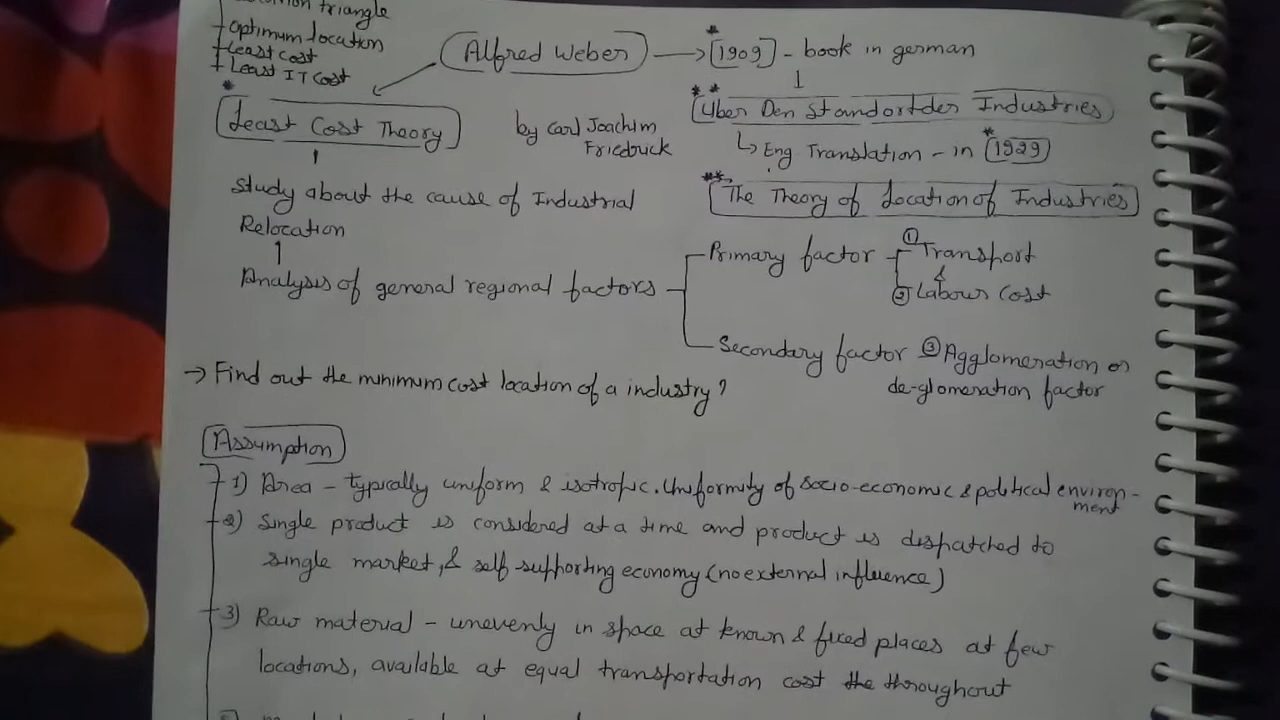 triangle
optimum location
Least cost
Least IT cost
Alfred Weber → [1909] - book in german
Least Cost Theory
by Carl Joachim
Friedruck
Uber Den Standortder Industries
Eng Translation - in 1929
The Theory of Location of Industries
Study about the cause of Industrial
Relocation
Analysis of general regional factors
Primary factor
① Transport
&
② Labour cost
Secondary factor ③ Agglomeration or
de-glomeration factor
→ Find out the minimum cost location of a industry?
Assumption
1) Area - typically uniform & isotropic. Uniformity of socio-economic & political environ-
ment
2) Single product is considered at a time and product is dispatched to
single market, & self-supporting economy (no external influence)
3) Raw material - unevenly in space at known & fixed places at few
locations, available at equal transportation cost the throughout